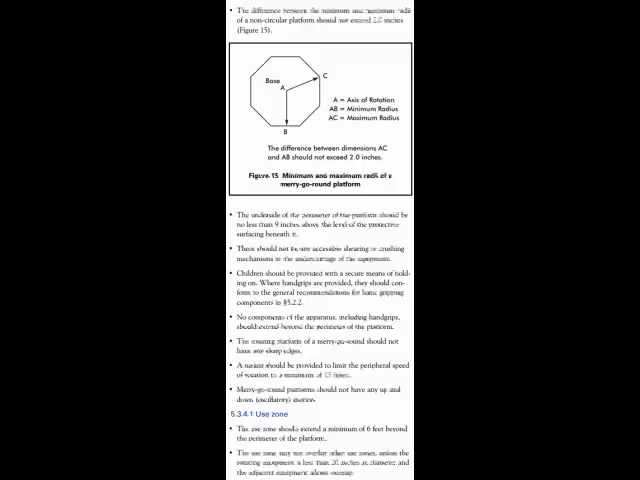 • The difference between the minimum and maximum radii
of a non-circular platform should not exceed 2.0 inches
(Figure 15).
Base
A
C
B
A = Axis of Rotation
AB = Minimum Radius
AC = Maximum Radius
The difference between dimensions AC
and AB should not exceed 2.0 inches.
Figure 15 Minimum and maximum radii of a
merry-go-round platform
• The underside of the perimeter of the platform should be
no less than 9 inches above the level of the protective
surfacing beneath it.
• There should not be any accessible shearing or crushing
mechanisms in the undercarriage of the equipment.
• Children should be provided with a secure means of hold-
ing on. Where handgrips are provided, they should con-
form to the general recommendations for hand gripping
components in §5.2.2.
• No components of the apparatus, including handgrips,
should extend beyond the perimeter of the platform.
• The rotating platform of a merry-go-round should not
have any sharp edges.
• A means should be provided to limit the peripheral speed
of rotation to a maximum of 13 ft/sec.
• Merry-go-round platforms should not have any up and
down (oscillatory) motion.
5.3.4.1 Use zone
• The use zone should extend a minimum of 6 feet beyond
the perimeter of the platform.
• The use zone may not overlap other use zones, unless the
rotating equipment is less than 20 inches in diameter and
the adjacent equipment allows overlap.